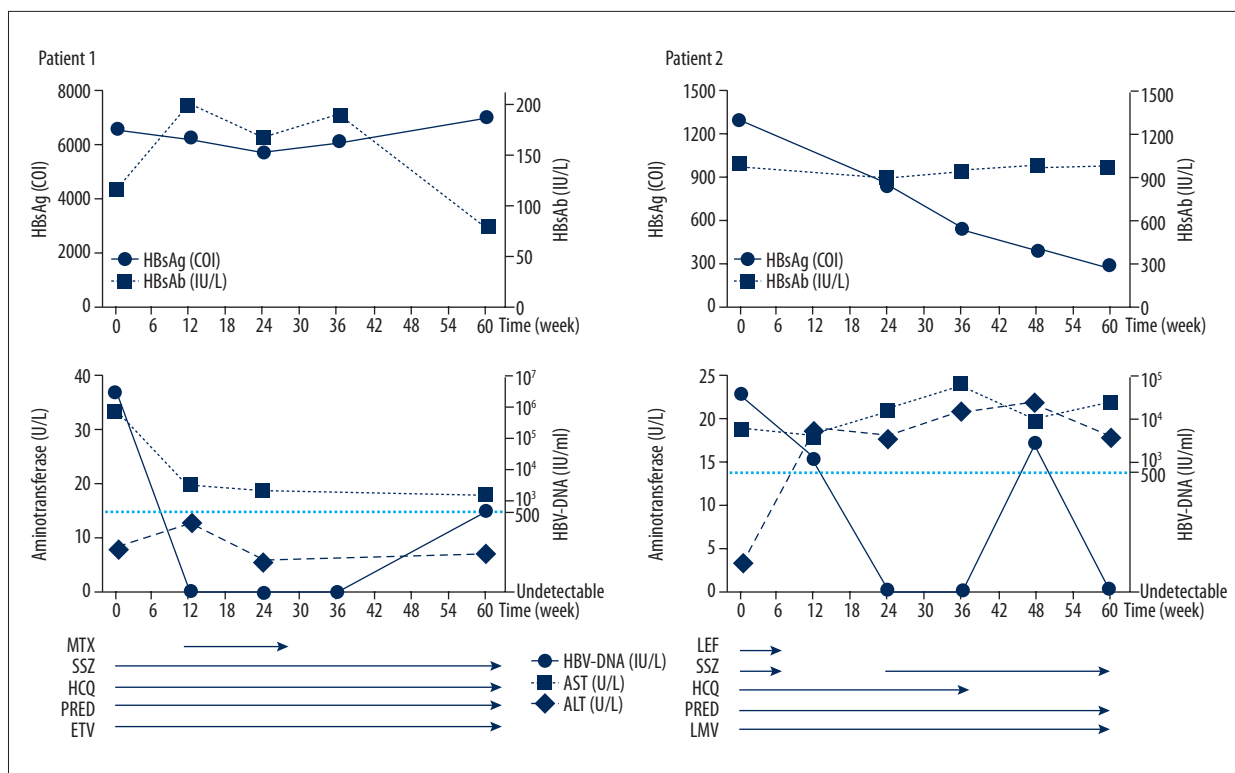 Patient 1
8000
6000
4000
2000
0
HBsAg (COI)
200
150
100
50
0
HBsAb (IU/L)
HBsAg (COI)
HBsAb (IU/L)
0 6 12 18 24 30 36 42 48 54 60 Time (week)
Patient 2
1500
1200
900
600
300
0
HBsAg (COI)
1500
1200
900
600
300
0
HBsAb (IU/L)
HBsAg (COI)
HBsAb (IU/L)
0 6 12 18 24 30 36 42 48 54 60 Time (week)
40
30
20
10
0
Aminotransferase (U/L)
10⁷
10⁶
10⁵
10⁴
10³
500
Undetectable
HBV-DNA (IU/ml)
0 6 12 18 24 30 36 42 48 54 60 Time (week)
25
20
15
10
5
0
Aminotransferase (U/L)
10⁵
10⁴
10³
500
Undetectable
HBV-DNA (IU/ml)
0 6 12 18 24 30 36 42 48 54 60 Time (week)
MTX
SSZ
HCQ
PRED
ETV
HBV-DNA (IU/L)
AST (U/L)
ALT (U/L)
LEF
SSZ
HCQ
PRED
LMV